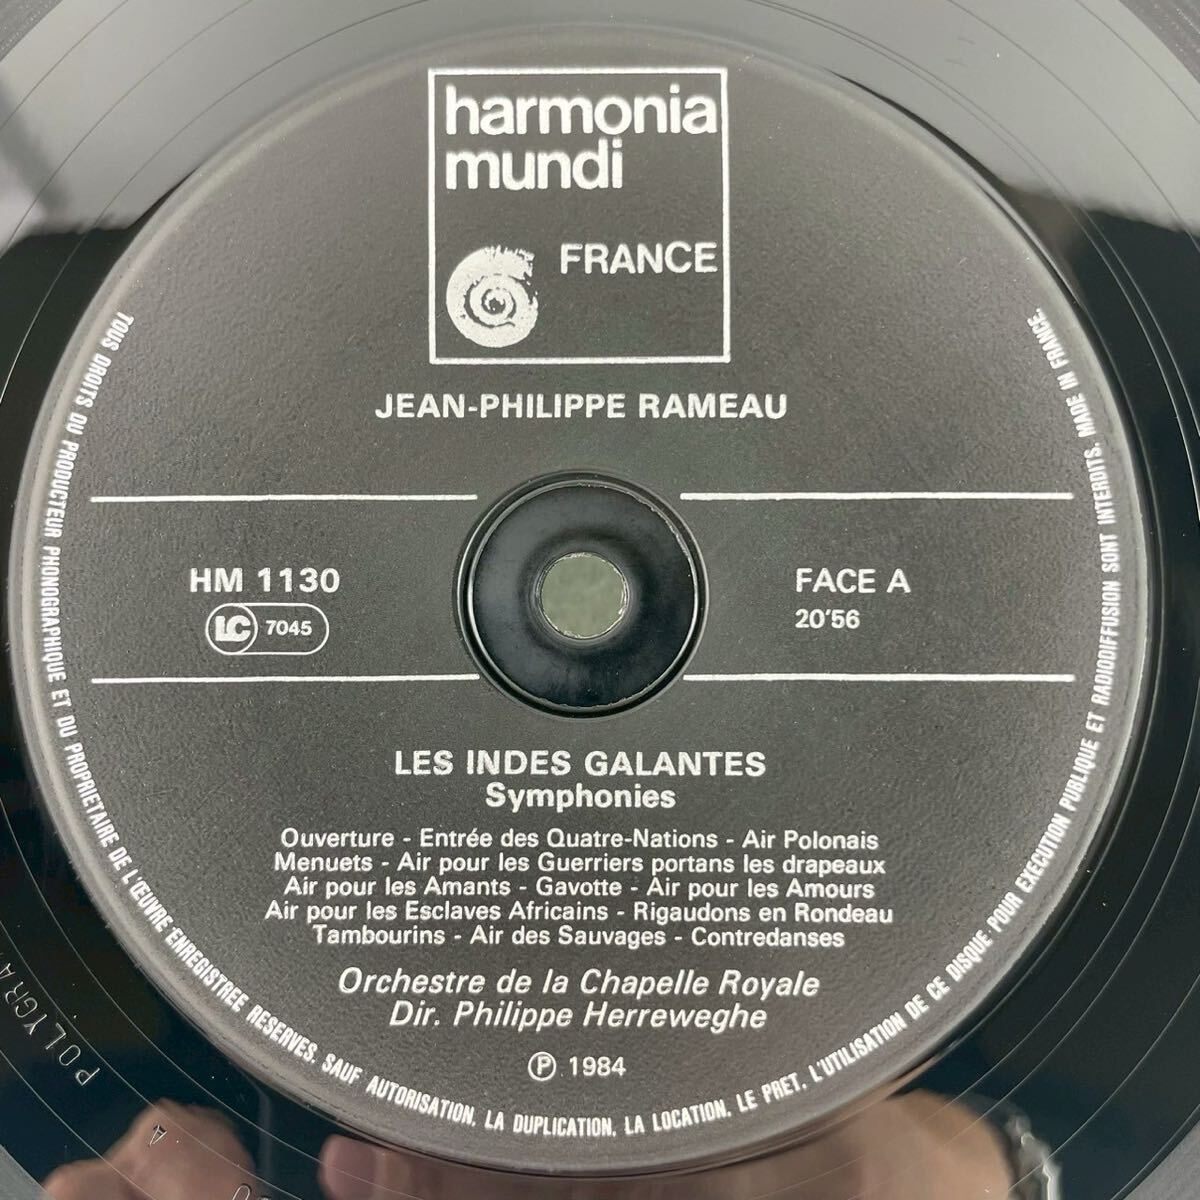 harmonia
mundi
FRANCE
JEAN-PHILIPPE RAMEAU
HM 1130
LC 7045
FACE A
20'56
LES INDES GALANTES
Symphonies
Ouverture - Entrée des Quatre-Nations - Air Polonais
Menuets - Air pour les Guerriers portans les drapeaux
Air pour les Amants - Gavotte - Air pour les Amours
Air pour les Esclaves Africains - Rigaudons en Rondeau
Tambourins - Air des Sauvages - Contredanses
Orchestre de la Chapelle Royale
Dir. Philippe Herreweghe
℗ 1984
TOUS DROITS DU PRODUCTEUR PHONOGRAPHIQUE ET DU PROPRIETAIRE DE L'ŒUVRE ENREGISTREE RESERVES. SAUF AUTORISATION, LA DUPLICATION, LA LOCATION, LE PRET, L'UTILISATION DE CE DISQUE POUR EXECUTION PUBLIQUE ET RADIODIFFUSION SONT INTERDITS. MADE IN FRANCE.
A